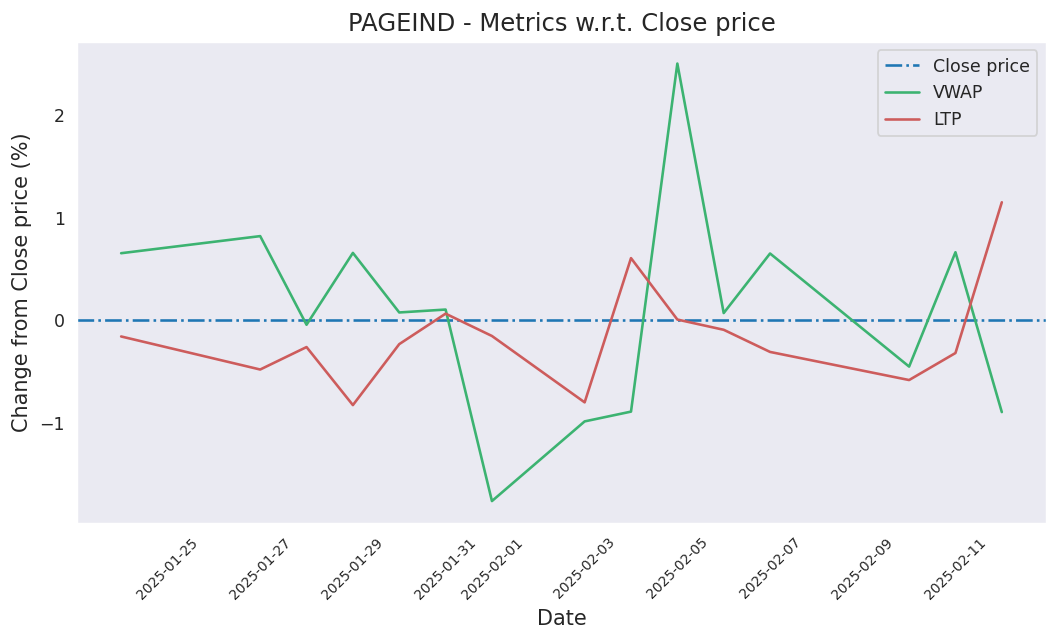 PAGEIND - Metrics w.r.t. Close price
Close price
VWAP
LTP
Change from Close price (%)
2
1
0
−1
2025-01-25
2025-01-27
2025-01-29
2025-01-31
2025-02-01
2025-02-03
2025-02-05
2025-02-07
2025-02-09
2025-02-11
Date